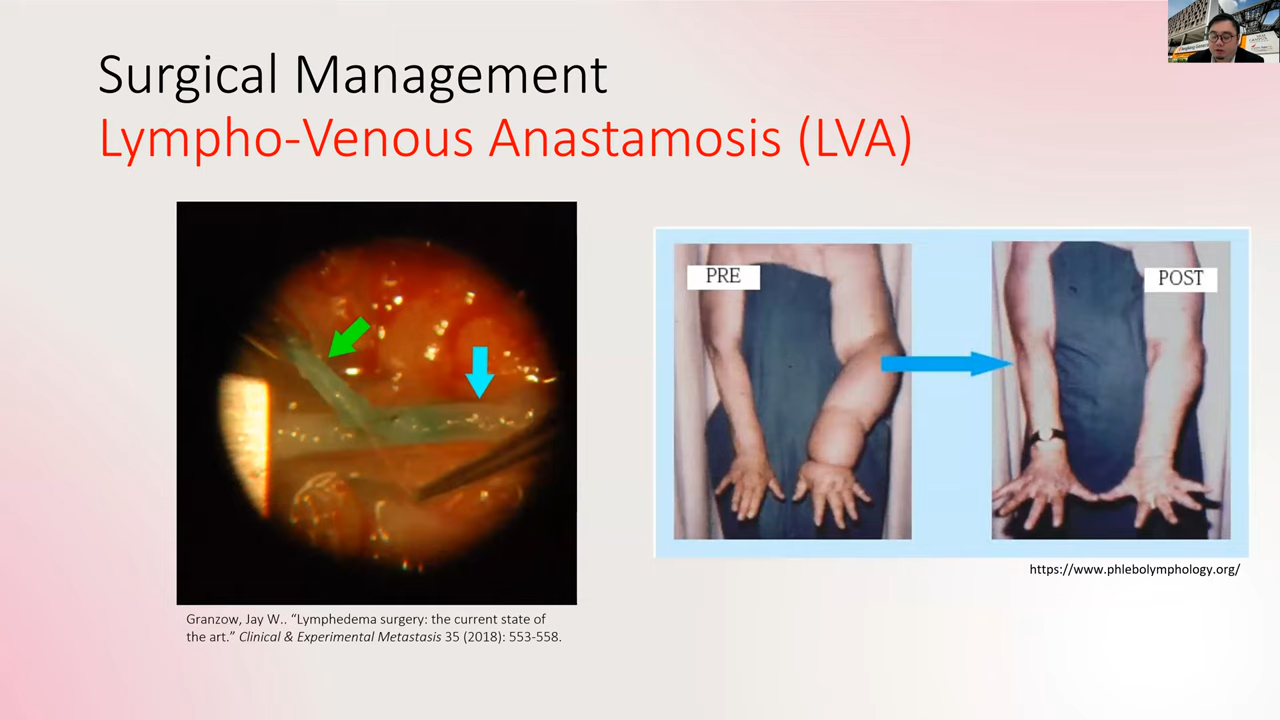 Surgical Management
Lympho-Venous Anastamosis (LVA)
PRE
POST
https://www.phlebolymphology.org/
Granzow, Jay W.. “Lymphedema surgery: the current state of
the art.” Clinical & Experimental Metastasis 35 (2018): 553-558.